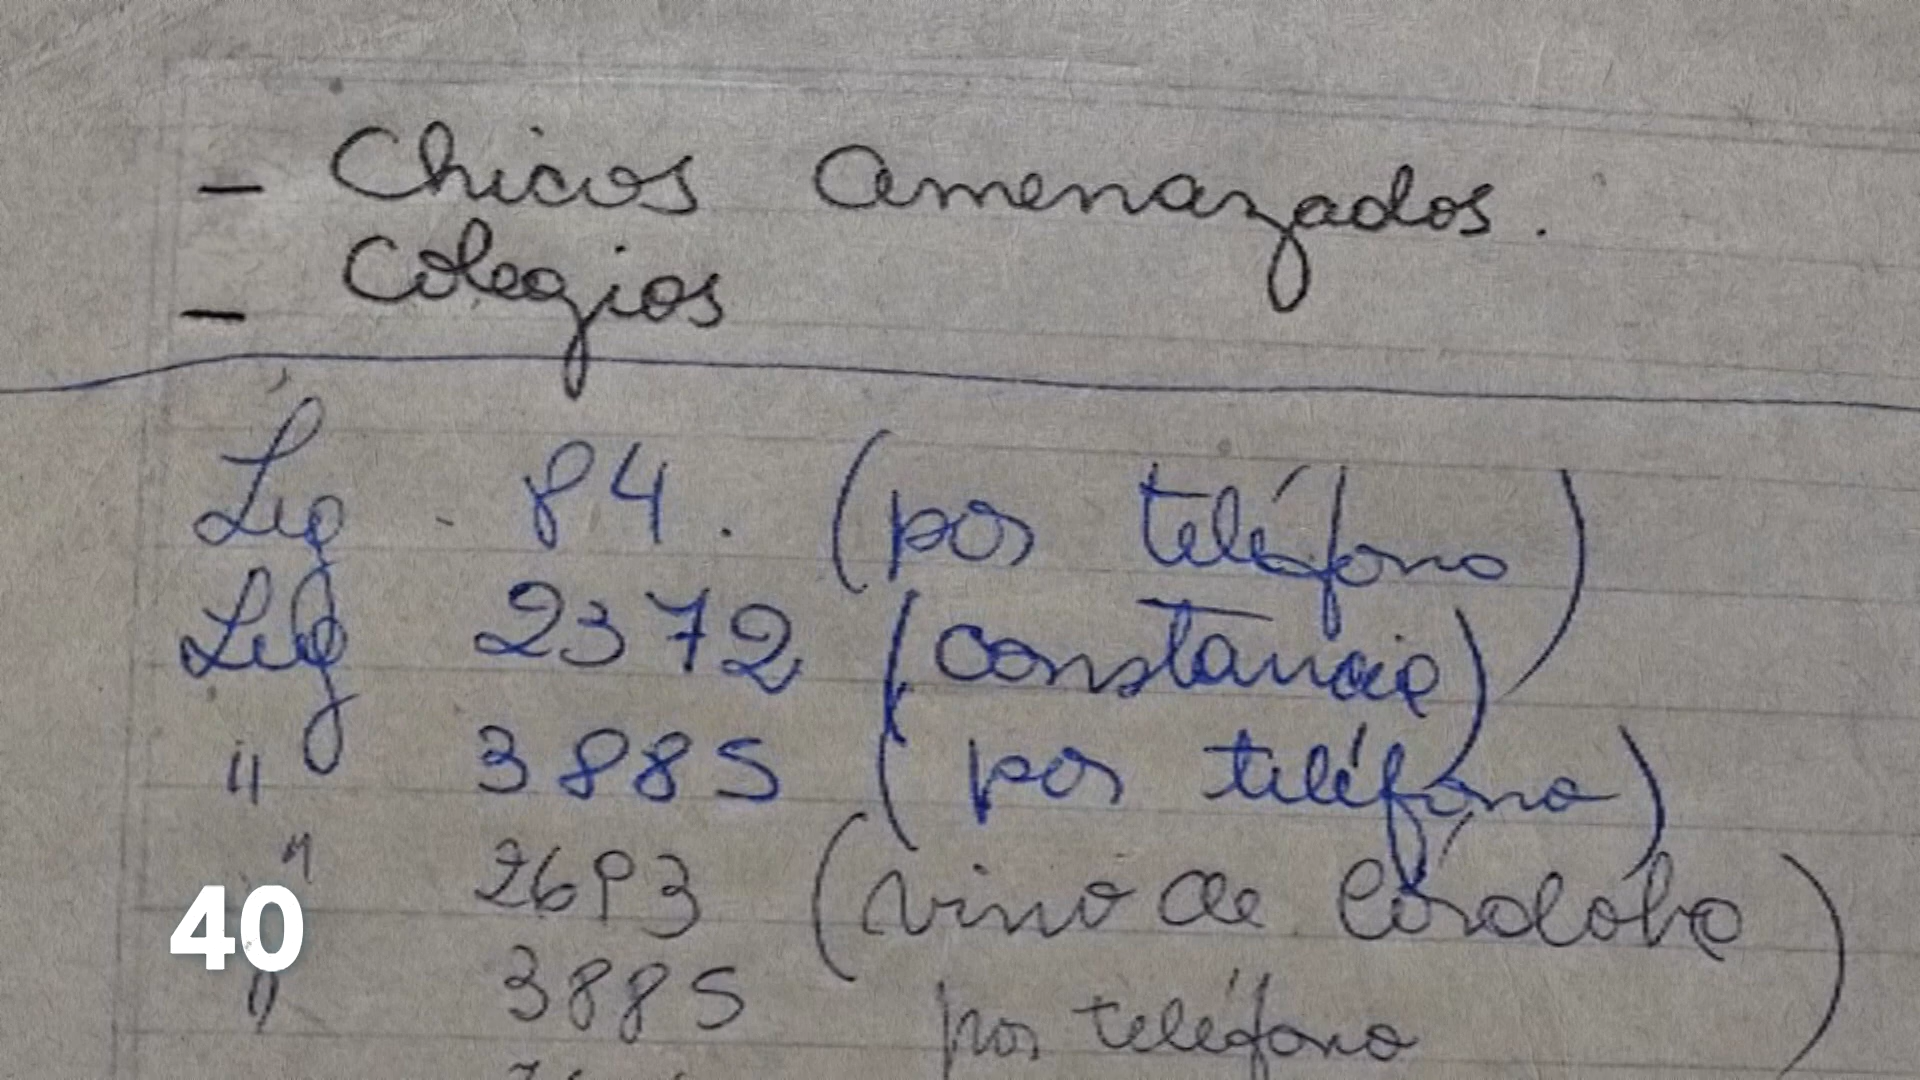 - Chicos Amenazados.
- Colegios
Leg. 84. (por teléfono)
Leg 2372 (constancia)
" 3885 (por teléfono)
" 2693 (vino de Córdoba)
40
" 3885 por teléfono